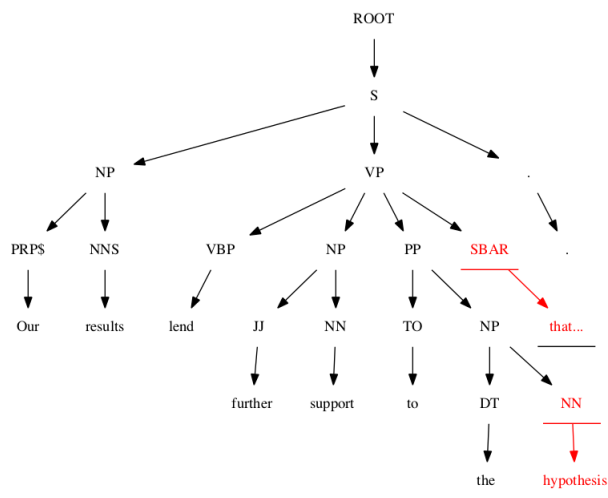 ROOT
S
NP VP .
PRP$ NNS VBP NP PP SBAR .
Our results lend JJ NN TO NP that...
further support to DT NN
the hypothesis